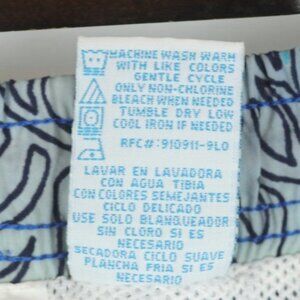 MACHINE WASH WARM
WITH LIKE COLORS
GENTLE CYCLE
ONLY NON-CHLORINE
BLEACH WHEN NEEDED
TUMBLE DRY LOW
COOL IRON IF NEEDED
RFC#:910911-9L0
LAVAR EN LAVADORA
CON AGUA TIBIA
CON COLORES SEMEJANTES
CICLO DELICADO
USE SOLO BLANQUEADOR
SIN CLORO SI ES
NECESARIO
SECADORA CICLO SUAVE
PLANCHA FRIA SI ES
NECESARIO